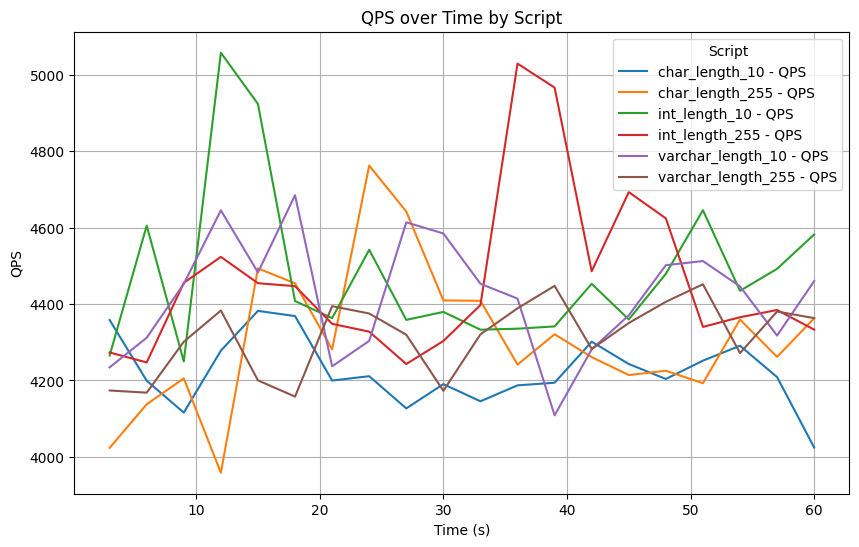 QPS over Time by Script
Script
char_length_10 - QPS
char_length_255 - QPS
int_length_10 - QPS
int_length_255 - QPS
varchar_length_10 - QPS
varchar_length_255 - QPS
QPS
5000
4800
4600
4400
4200
4000
10 20 30 40 50 60
Time (s)